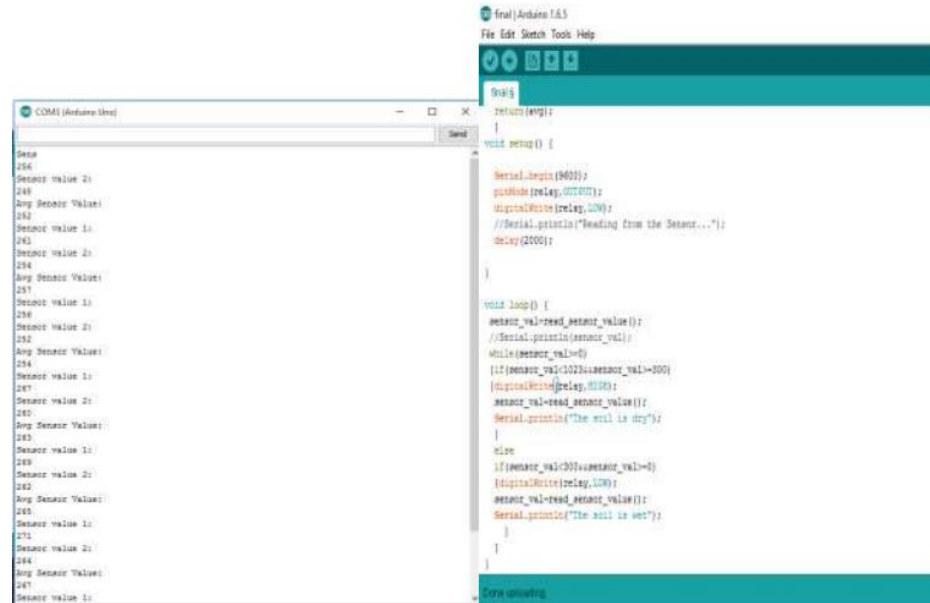 COM3 (Arduino Uno)
Send
Sens
256
Sensor value 2:
249
Avg Sensor Value:
252
Sensor value 1:
261
Sensor value 2:
254
Avg Sensor Value:
257
Sensor value 1:
256
Sensor value 2:
252
Avg Sensor Value:
254
Sensor value 1:
267
Sensor value 2:
260
Avg Sensor Value:
263
Sensor value 1:
269
Sensor value 2:
262
Avg Sensor Value:
265
Sensor value 1:
271
Sensor value 2:
264
Avg Sensor Value:
267
Sensor value 1:
final | Arduino 1.6.5
File Edit Sketch Tools Help
final §
return(avg);
}
void setup() {
Serial.begin(9600);
pinMode(relay,OUTPUT);
digitalWrite(relay,LOW);
//Serial.println("Reading from the Sensor...");
delay(2000);
}
void loop() {
sensor_val=read_sensor_value();
//Serial.println(sensor_val);
while(sensor_val>=0)
{if(sensor_val<1023&&sensor_val>=300)
{digitalWrite(relay,HIGH);
sensor_val=read_sensor_value();
Serial.println("The soil is dry");
}
else
if(sensor_val<300&&sensor_val>=0)
{digitalWrite(relay,LOW);
sensor_val=read_sensor_value();
Serial.println("The soil is wet");
}
}
}
Done uploading.